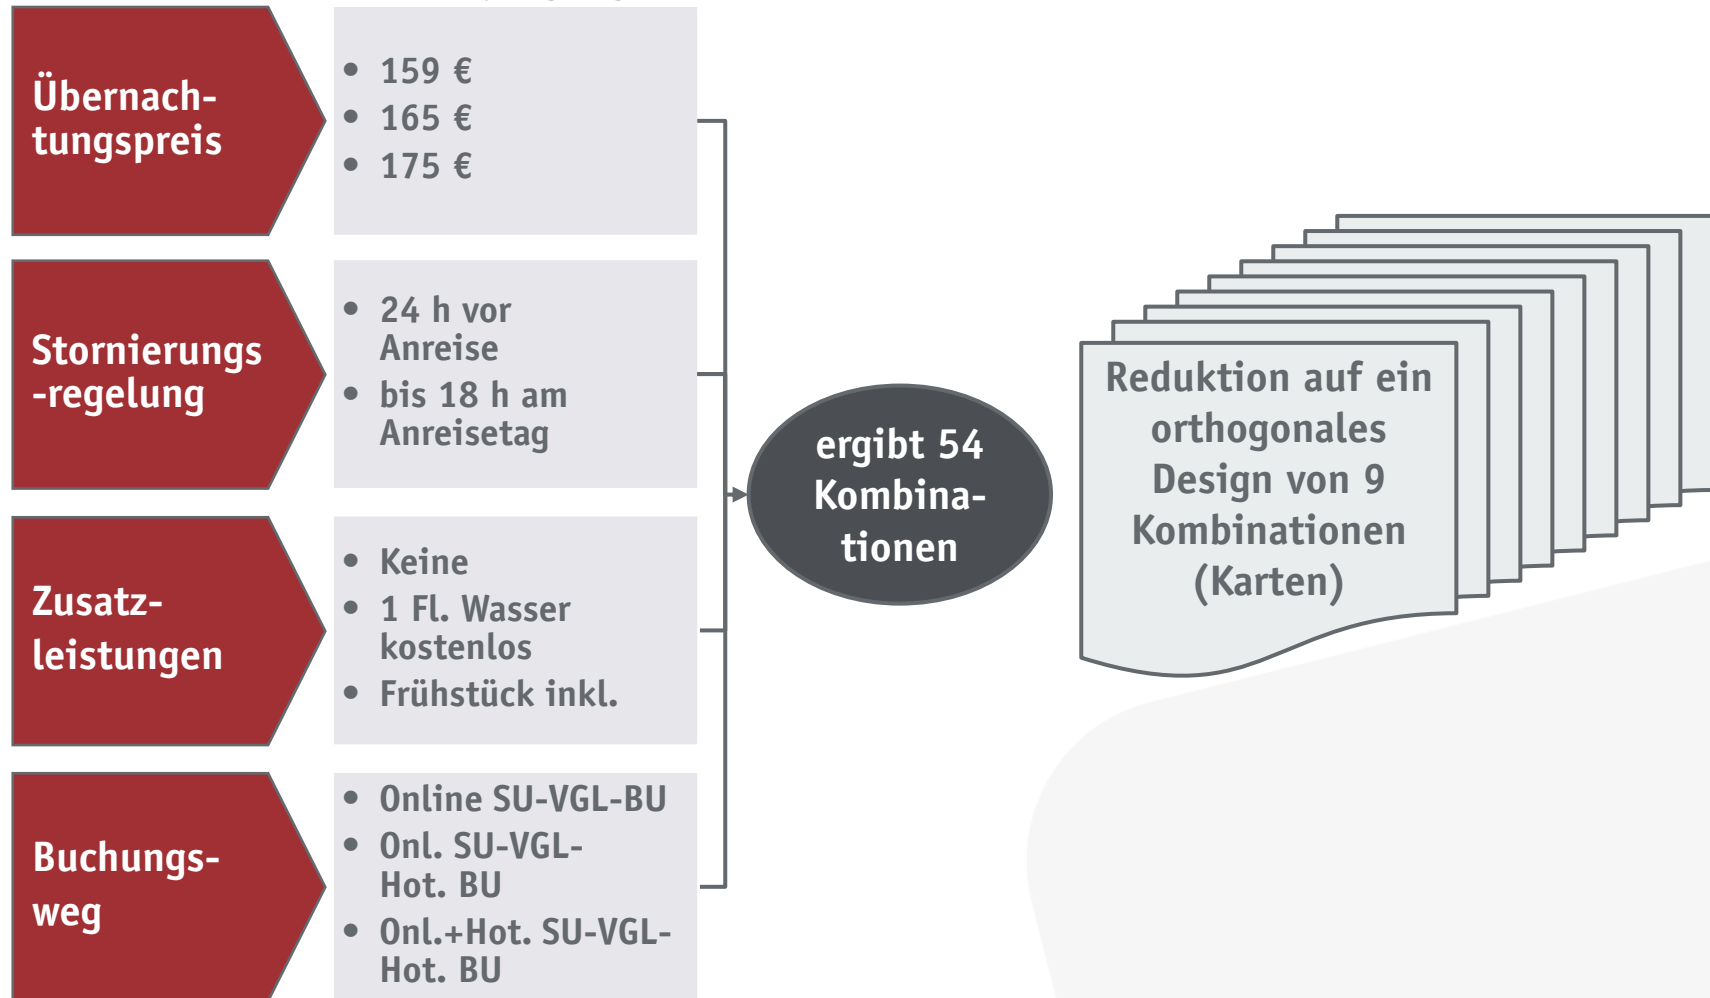 Übernach-
tungspreis
• 159 €
• 165 €
• 175 €
Stornierungs
-regelung
• 24 h vor
Anreise
• bis 18 h am
Anreisetag
Zusatz-
leistungen
• Keine
• 1 Fl. Wasser
kostenlos
• Frühstück inkl.
Buchungs-
weg
• Online SU-VGL-BU
• Onl. SU-VGL-
Hot. BU
• Onl.+Hot. SU-VGL-
Hot. BU
ergibt 54
Kombina-
tionen
Reduktion auf ein
orthogonales
Design von 9
Kombinationen
(Karten)